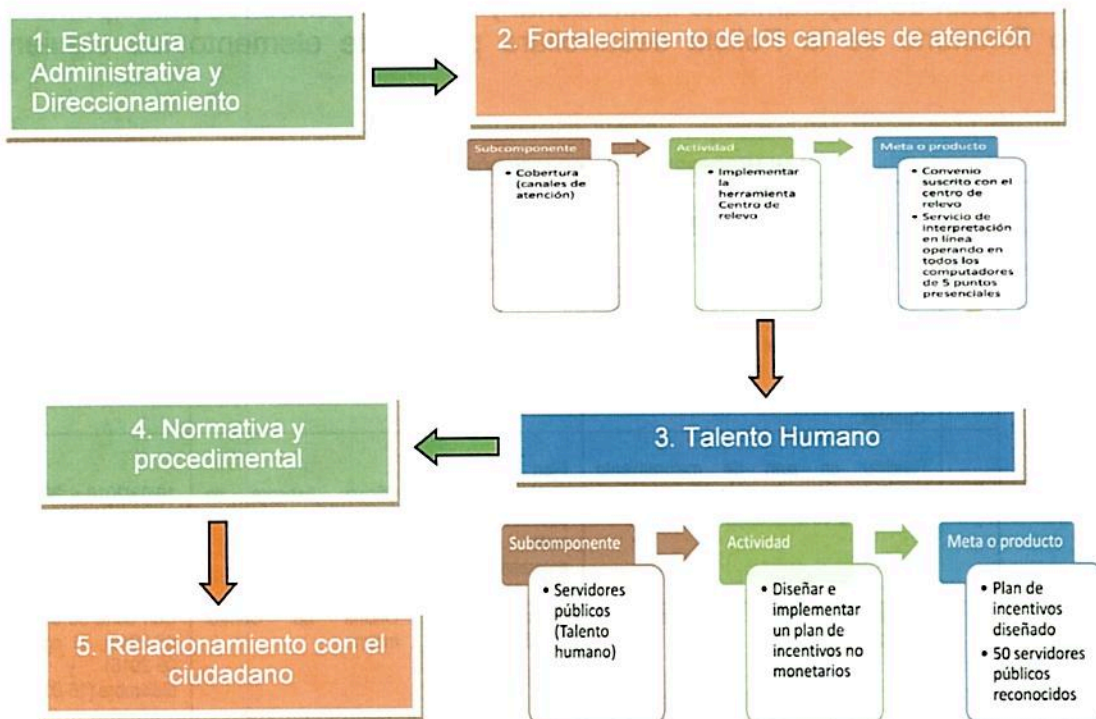 1. Estructura
Administrativa y
Direccionamiento
2. Fortalecimiento de los canales de atención
Subcomponente
• Cobertura
(canales de
atención)
Actividad
• Implementar
la
herramienta
Centro de
relevo
Meta o producto
• Convenio
suscrito con el
centro de
relevo
• Servicio de
interpretación
en línea
operando en
todos los
computadores
de 5 puntos
presenciales
3. Talento Humano
4. Normativa y
procedimental
Subcomponente
• Servidores
públicos
(Talento
humano)
Actividad
• Diseñar e
implementar
un plan de
incentivos no
monetarios
Meta o producto
• Plan de
incentivos
diseñado
• 50 servidores
públicos
reconocidos
5. Relacionamiento con el
ciudadano